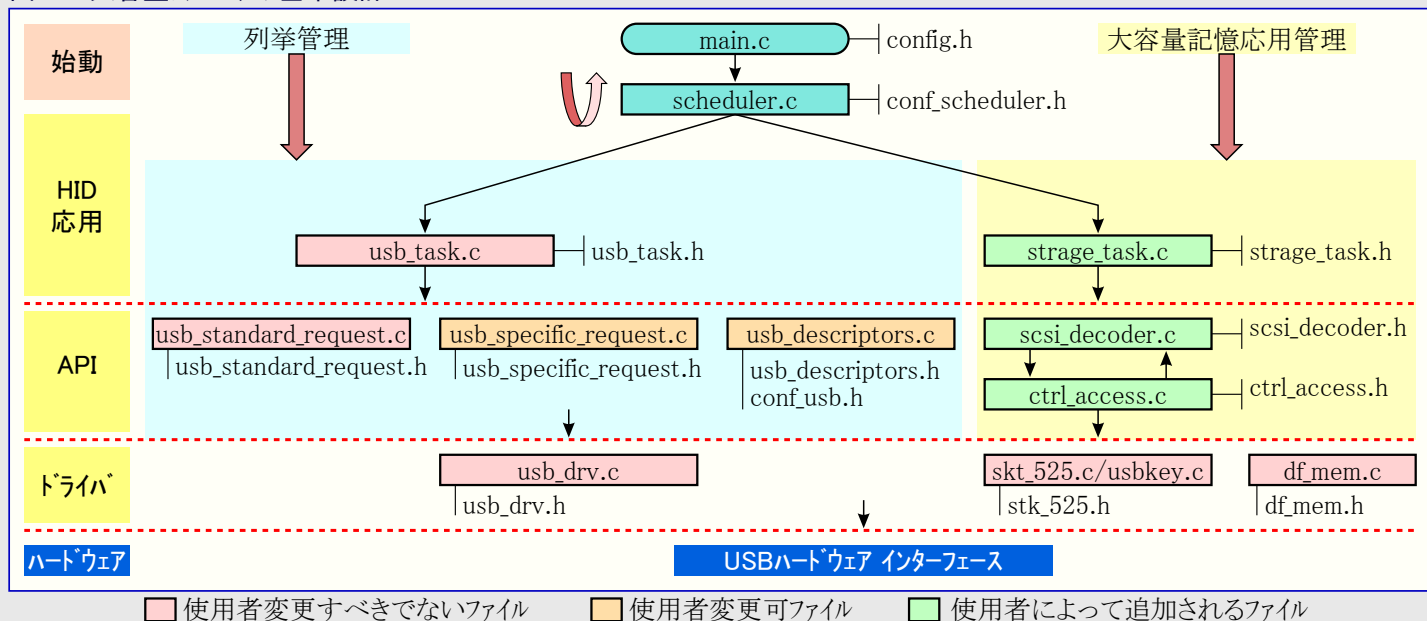 列挙管理
main.c
config.h
大容量記憶応用管理
始動
scheduler.c
conf_scheduler.h
HID
応用
usb_task.c
usb_task.h
strage_task.c
strage_task.h
API
usb_standard_request.c
usb_standard_request.h
usb_specific_request.c
usb_specific_request.h
usb_descriptors.c
usb_descriptors.h
conf_usb.h
scsi_decoder.c
scsi_decoder.h
ctrl_access.c
ctrl_access.h
ドライバ
usb_drv.c
usb_drv.h
skt_525.c/usbkey.c
stk_525.h
df_mem.c
df_mem.h
ハードウェア
USBハードウェア インターフェース
使用者変更すべきでないファイル
使用者変更可ファイル
使用者によって追加されるファイル